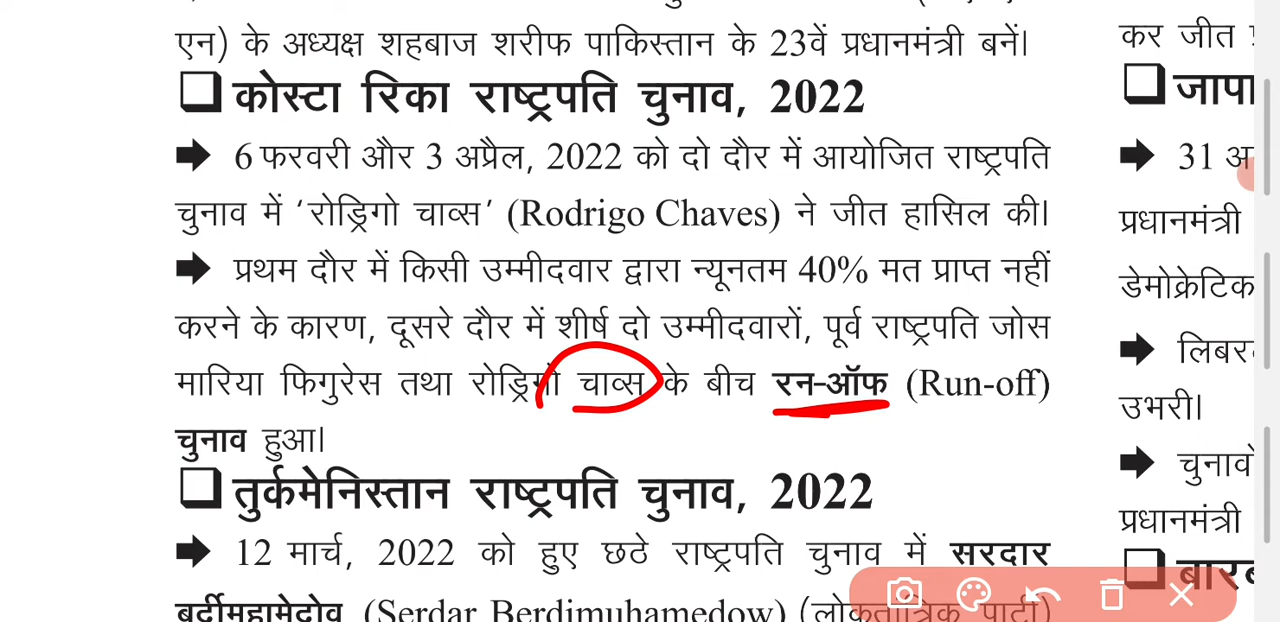 एन) के अध्यक्ष शहबाज शरीफ पाकिस्तान के 23वें प्रधानमंत्री बनें।
❑ कोस्टा रिका राष्ट्रपति चुनाव, 2022
➡ 6 फरवरी और 3 अप्रैल, 2022 को दो दौर में आयोजित राष्ट्रपति
चुनाव में ‘रोड्रिगो चाव्स’ (Rodrigo Chaves) ने जीत हासिल की।
➡ प्रथम दौर में किसी उम्मीदवार द्वारा न्यूनतम 40% मत प्राप्त नहीं
करने के कारण, दूसरे दौर में शीर्ष दो उम्मीदवारों, पूर्व राष्ट्रपति जोस
मारिया फिगुरेस तथा रोड्रिगो चाव्स के बीच रन-ऑफ (Run-off)
चुनाव हुआ।
❑ तुर्कमेनिस्तान राष्ट्रपति चुनाव, 2022
➡ 12 मार्च, 2022 को हुए छठे राष्ट्रपति चुनाव में सरदार
बर्दीमुहामेदोव (Serdar Berdimuhamedow) (लोकतांत्रिक पार्टी)
कर जीत
❑
➡ 31
प्रधानमंत्री
डेमोक्रेटिक
➡
उभरी।
➡
प्रधानमंत्री
❑